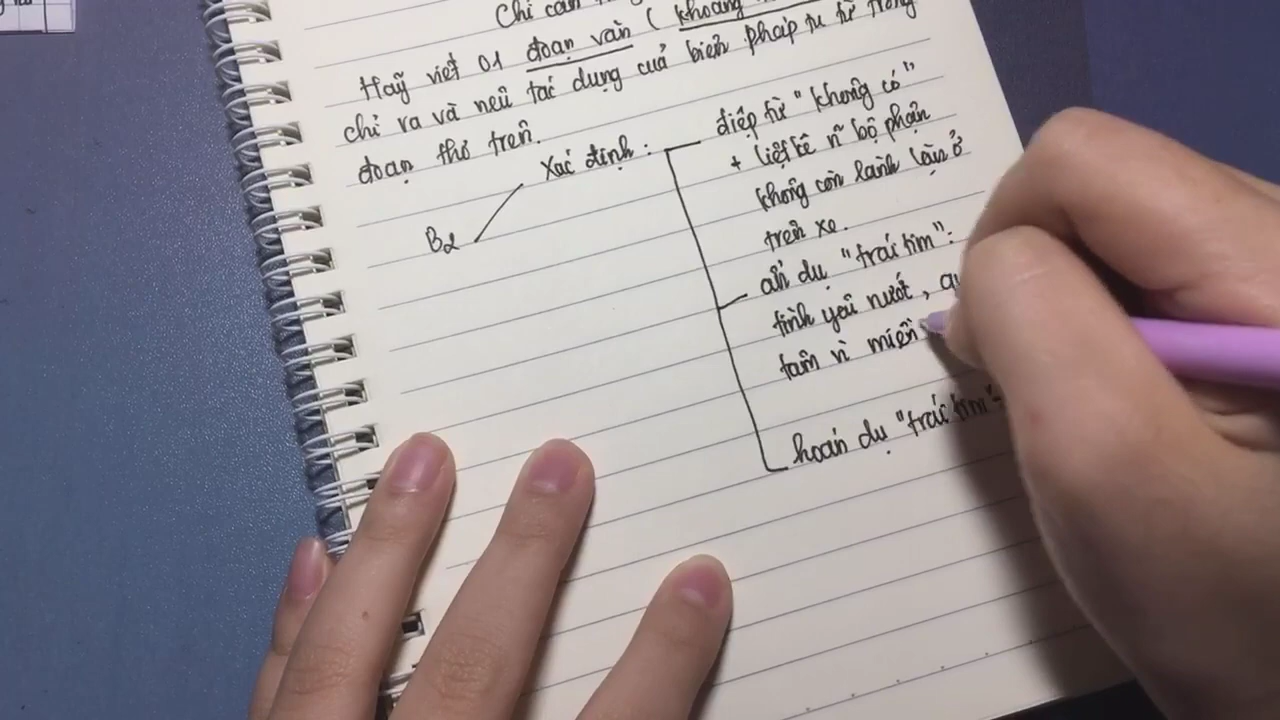 Chỉ cần
Hãy viết 01 đoạn văn ( khoảng
chỉ ra và nêu tác dụng của biện pháp tu từ trong
đoạn thơ trên.
B2
Xác định :
điệp từ "không có"
+ liệt kê ~ bộ phận
không còn lành lặn ở
trên xe.
ẩn dụ "trái tim":
tình yêu nước, qu
tâm vì miền
hoán dụ "trái tim"